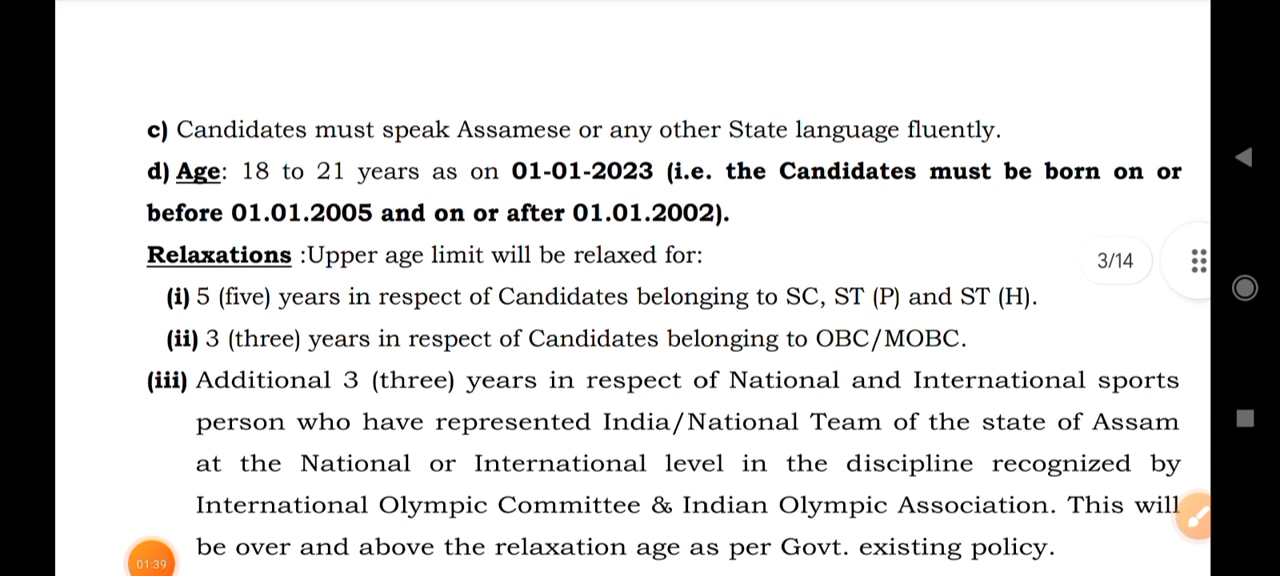 c) Candidates must speak Assamese or any other State language fluently.
d) Age: 18 to 21 years as on 01-01-2023 (i.e. the Candidates must be born on or
before 01.01.2005 and on or after 01.01.2002).
Relaxations :Upper age limit will be relaxed for:
3/14
(i) 5 (five) years in respect of Candidates belonging to SC, ST (P) and ST (H).
(ii) 3 (three) years in respect of Candidates belonging to OBC/MOBC.
(iii) Additional 3 (three) years in respect of National and International sports
person who have represented India/National Team of the state of Assam
at the National or International level in the discipline recognized by
International Olympic Committee & Indian Olympic Association. This will
be over and above the relaxation age as per Govt. existing policy.
01:39